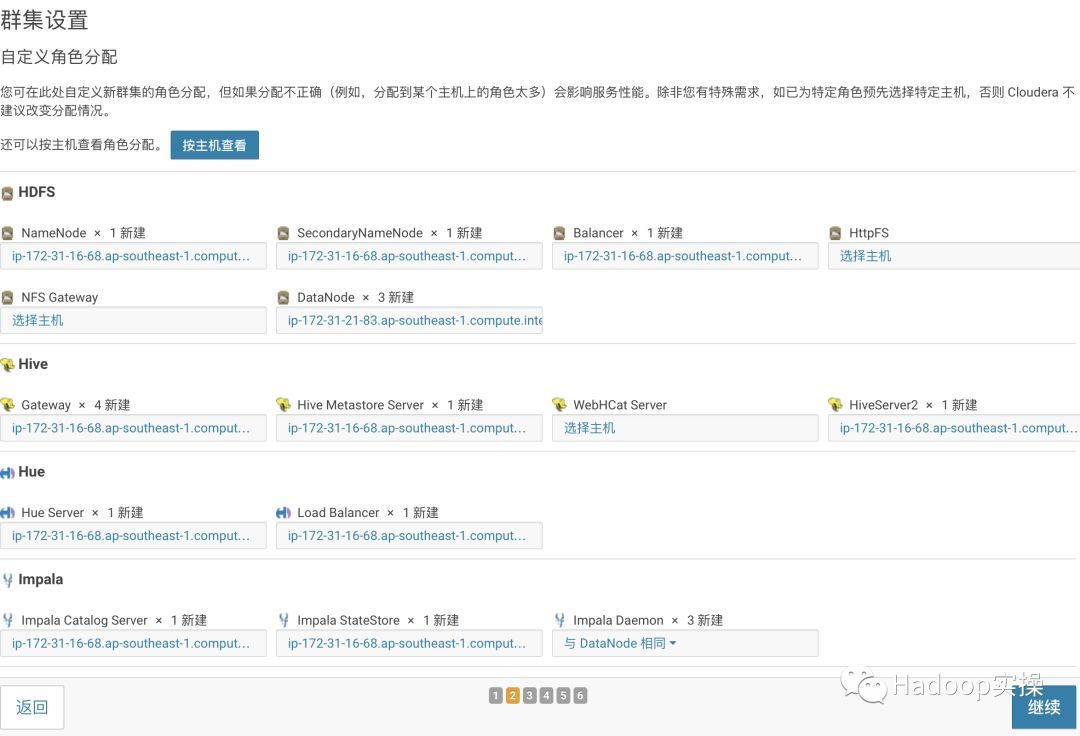 群集设置
自定义角色分配
您可在此处自定义新群集的角色分配，但如果分配不正确（例如，分配到某个主机上的角色太多）会影响服务性能。除非您有特殊需求，如已为特定角色预先选择特定主机，否则 Cloudera 不
建议改变分配情况。
还可以按主机查看角色分配。 按主机查看
HDFS
NameNode × 1 新建 SecondaryNameNode × 1 新建 Balancer × 1 新建 HttpFS
ip-172-31-16-68.ap-southeast-1.comput... ip-172-31-16-68.ap-southeast-1.comput... ip-172-31-16-68.ap-southeast-1.comput... 选择主机
NFS Gateway DataNode × 3 新建
选择主机 ip-172-31-21-83.ap-southeast-1.compute.inte
Hive
Gateway × 4 新建 Hive Metastore Server × 1 新建 WebHCat Server HiveServer2 × 1 新建
ip-172-31-16-68.ap-southeast-1.comput... ip-172-31-16-68.ap-southeast-1.comput... 选择主机 ip-172-31-16-68.ap-southeast-1.comput...
Hue
Hue Server × 1 新建 Load Balancer × 1 新建
ip-172-31-16-68.ap-southeast-1.comput... ip-172-31-16-68.ap-southeast-1.comput...
Impala
Impala Catalog Server × 1 新建 Impala StateStore × 1 新建 Impala Daemon × 3 新建
ip-172-31-16-68.ap-southeast-1.comput... ip-172-31-16-68.ap-southeast-1.comput... 与 DataNode 相同
1 2 3 4 5 6 Hadoop实操
返回 继续